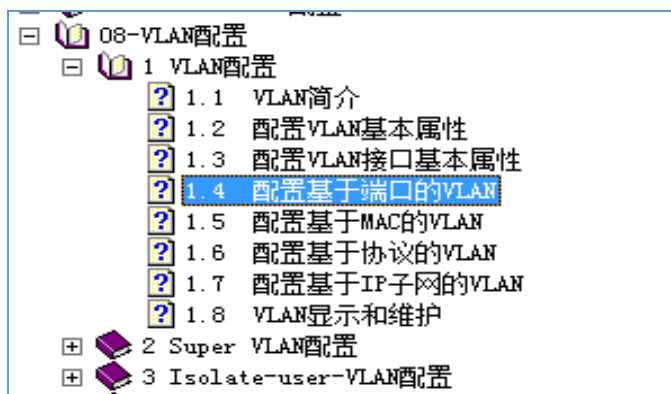 08-VLAN配置
1 VLAN配置
1.1 VLAN简介
1.2 配置VLAN基本属性
1.3 配置VLAN接口基本属性
1.4 配置基于端口的VLAN
1.5 配置基于MAC的VLAN
1.6 配置基于协议的VLAN
1.7 配置基于IP子网的VLAN
1.8 VLAN显示和维护
2 Super VLAN配置
3 Isolate-user-VLAN配置